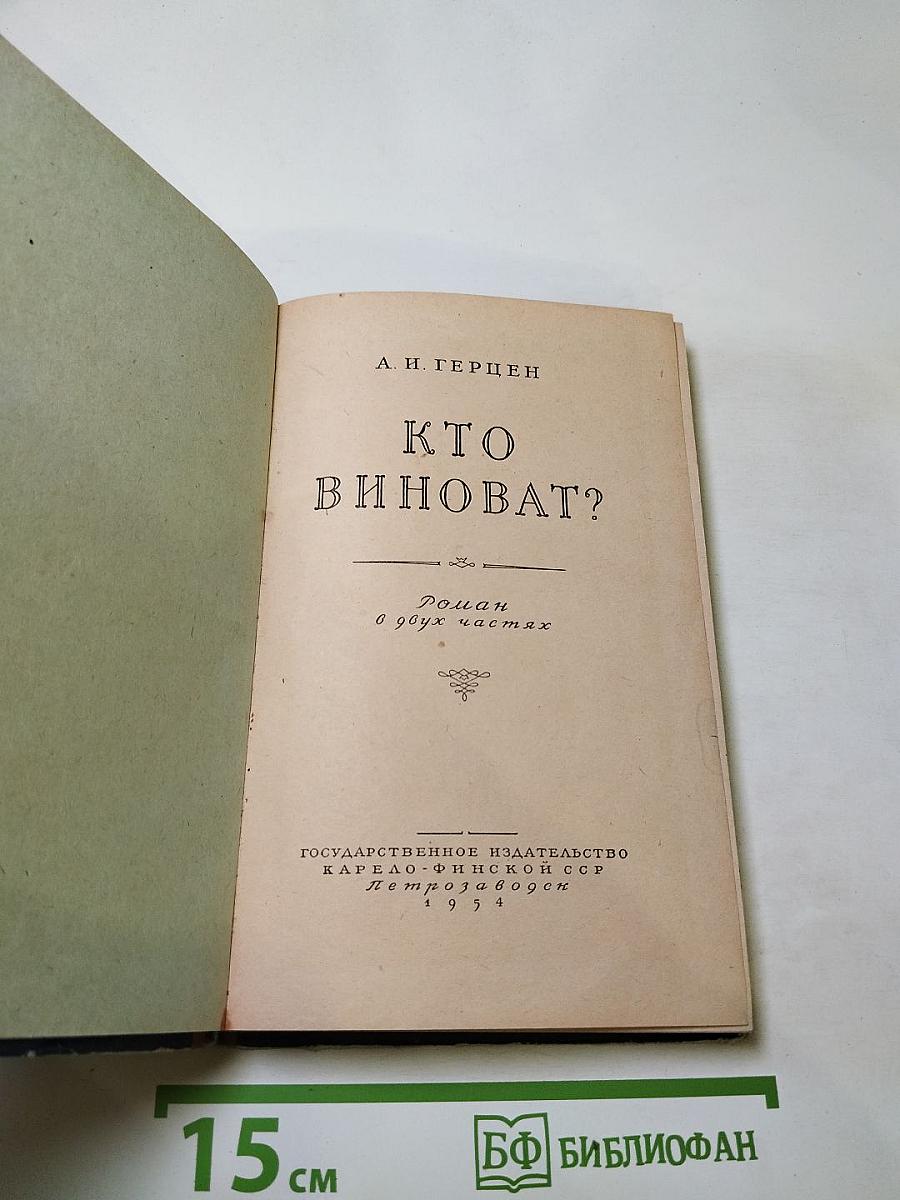 А. И. ГЕРЦЕН
КТО
ВИНОВАТ?
Роман
в двух частях
ГОСУДАРСТВЕННОЕ ИЗДАТЕЛЬСТВО
КАРЕЛО-ФИНСКОЙ ССР
Петрозаводск
1954
15 см
БФ БИБЛИОФАН